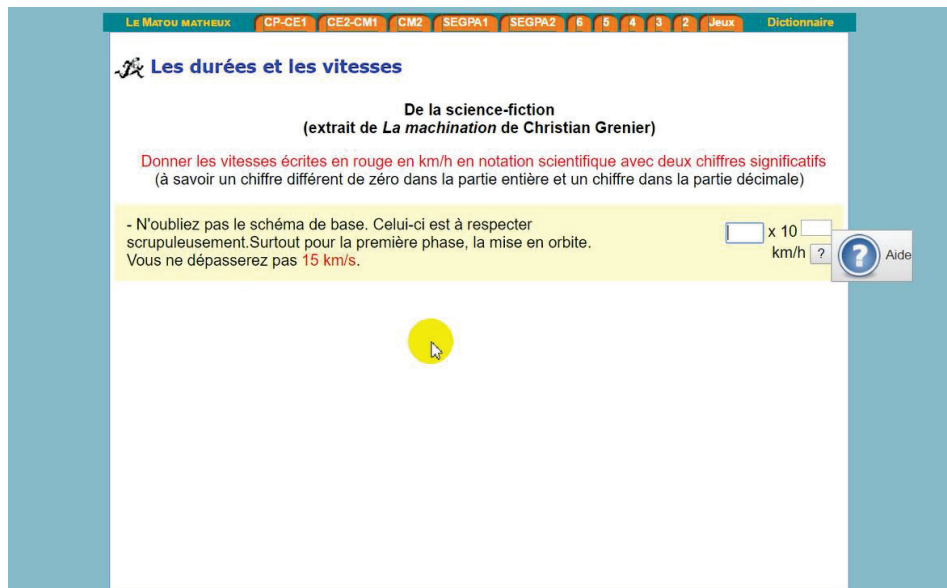 LE MATOU MATHEUX CP-CE1 CE2-CM1 CM2 SEGPA1 SEGPA2 6 5 4 3 2 Jeux Dictionnaire
Les durées et les vitesses
De la science-fiction
(extrait de La machination de Christian Grenier)
Donner les vitesses écrites en rouge en km/h en notation scientifique avec deux chiffres significatifs
(à savoir un chiffre différent de zéro dans la partie entière et un chiffre dans la partie décimale)
- N'oubliez pas le schéma de base. Celui-ci est à respecter
scrupuleusement.Surtout pour la première phase, la mise en orbite.
Vous ne dépasserez pas 15 km/s.
x 10
km/h ?
? Aide